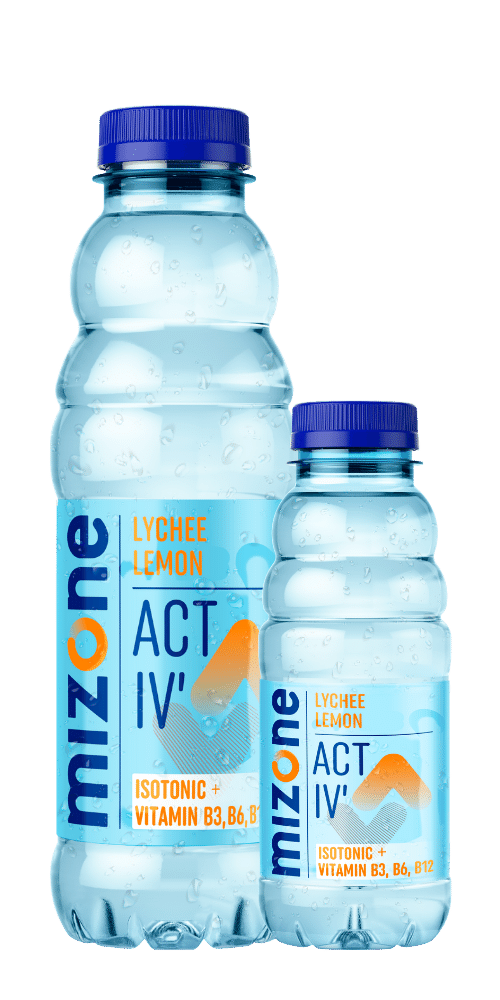 mizone
LYCHEE
LEMON
ACT
IV'
ISOTONIC +
VITAMIN B3, B6,
mizone
LYCHEE
LEMON
ACT
IV'
ISOTONIC +
VITAMIN B3, B6, B12